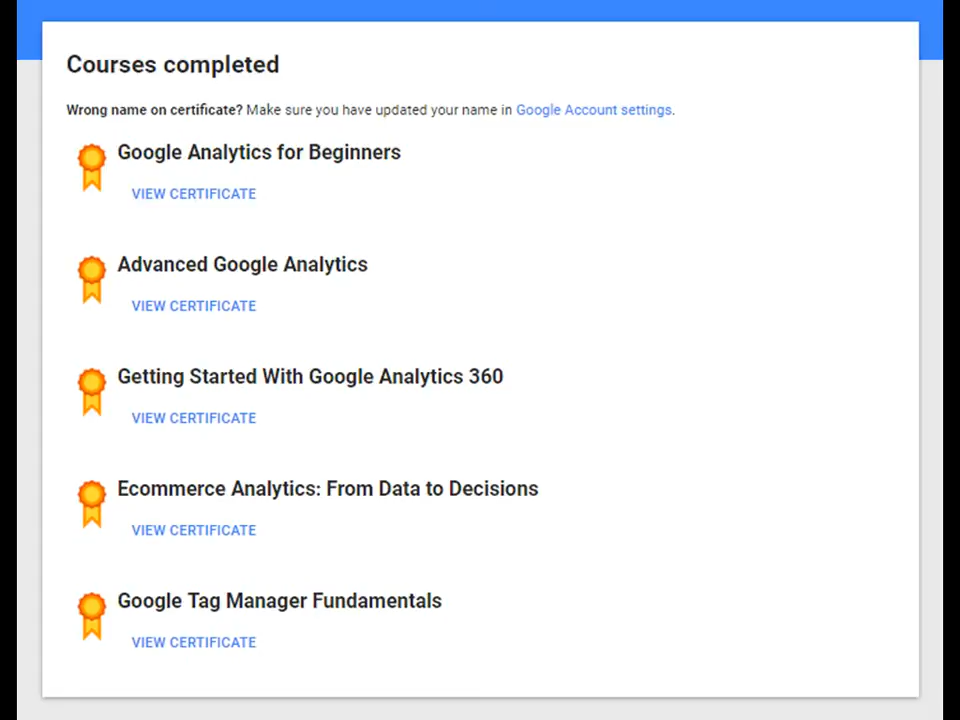 Courses completed
Wrong name on certificate? Make sure you have updated your name in Google Account settings.
Google Analytics for Beginners
VIEW CERTIFICATE
Advanced Google Analytics
VIEW CERTIFICATE
Getting Started With Google Analytics 360
VIEW CERTIFICATE
Ecommerce Analytics: From Data to Decisions
VIEW CERTIFICATE
Google Tag Manager Fundamentals
VIEW CERTIFICATE